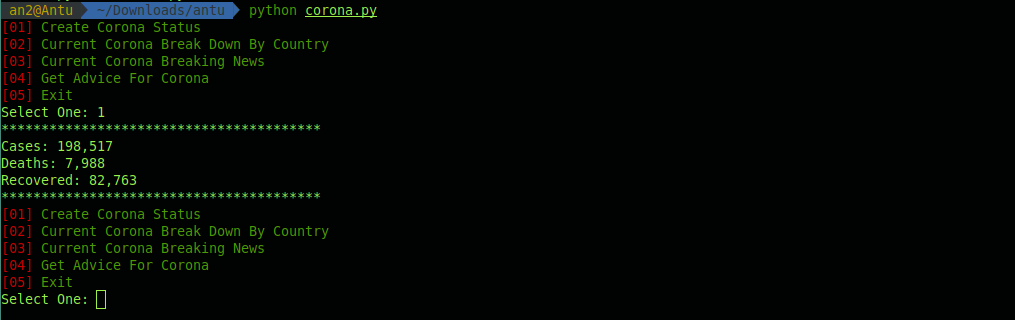 an2@Antu ~/Downloads/antu python corona.py
[01] Create Corona Status
[02] Current Corona Break Down By Country
[03] Current Corona Breaking News
[04] Get Advice For Corona
[05] Exit
Select One: 1
****************************************
Cases: 198,517
Deaths: 7,988
Recovered: 82,763
****************************************
[01] Create Corona Status
[02] Current Corona Break Down By Country
[03] Current Corona Breaking News
[04] Get Advice For Corona
[05] Exit
Select One: